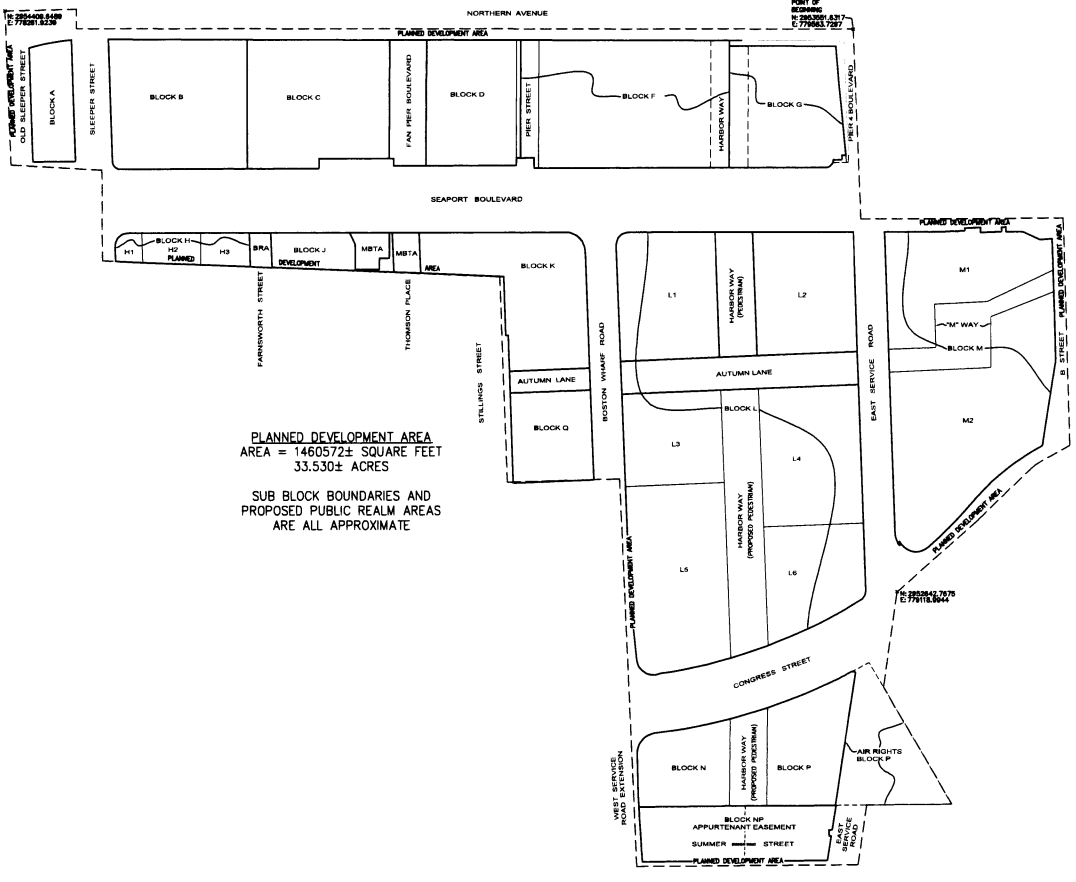 N: 2954409.6489
E: 778281.9236
NORTHERN AVENUE
POINT OF
BEGINNING
N: 2953551.6317
E: 779563.7297
PLANNED DEVELOPMENT AREA
PLANNED DEVELOPMENT AREA
OLD SLEEPER STREET
BLOCK A
SLEEPER STREET
BLOCK B
BLOCK C
FAN PIER BOULEVARD
BLOCK D
PIER STREET
BLOCK F
HARBOR WAY
BLOCK G
PIER 4 BOULEVARD
SEAPORT BOULEVARD
PLANNED DEVELOPMENT AREA
H1
BLOCK H
H2
H3
BRA
BLOCK J
MBTA
MBTA
PLANNED
DEVELOPMENT
AREA
FARNSWORTH STREET
THOMSON PLACE
STILLINGS STREET
BLOCK K
AUTUMN LANE
BLOCK Q
BOSTON WHARF ROAD
L1
HARBOR WAY
(PEDESTRIAN)
L2
AUTUMN LANE
EAST SERVICE ROAD
M1
"M" WAY
BLOCK M
M2
B STREET
PLANNED DEVELOPMENT AREA
BLOCK L
L3
L4
HARBOR WAY
(PROPOSED PEDESTRIAN)
L5
L6
PLANNED DEVELOPMENT AREA
PLANNED DEVELOPMENT AREA
PLANNED DEVELOPMENT AREA
AREA = 1460572± SQUARE FEET
33.530± ACRES
SUB BLOCK BOUNDARIES AND
PROPOSED PUBLIC REALM AREAS
ARE ALL APPROXIMATE
N: 2952642.7675
E: 779118.9944
CONGRESS STREET
WEST SERVICE
ROAD EXTENSION
BLOCK N
HARBOR WAY
(PROPOSED PEDESTRIAN)
BLOCK P
AIR RIGHTS
BLOCK P
BLOCK NP
APPURTENANT EASEMENT
SUMMER STREET
EAST
SERVICE
ROAD
PLANNED DEVELOPMENT AREA